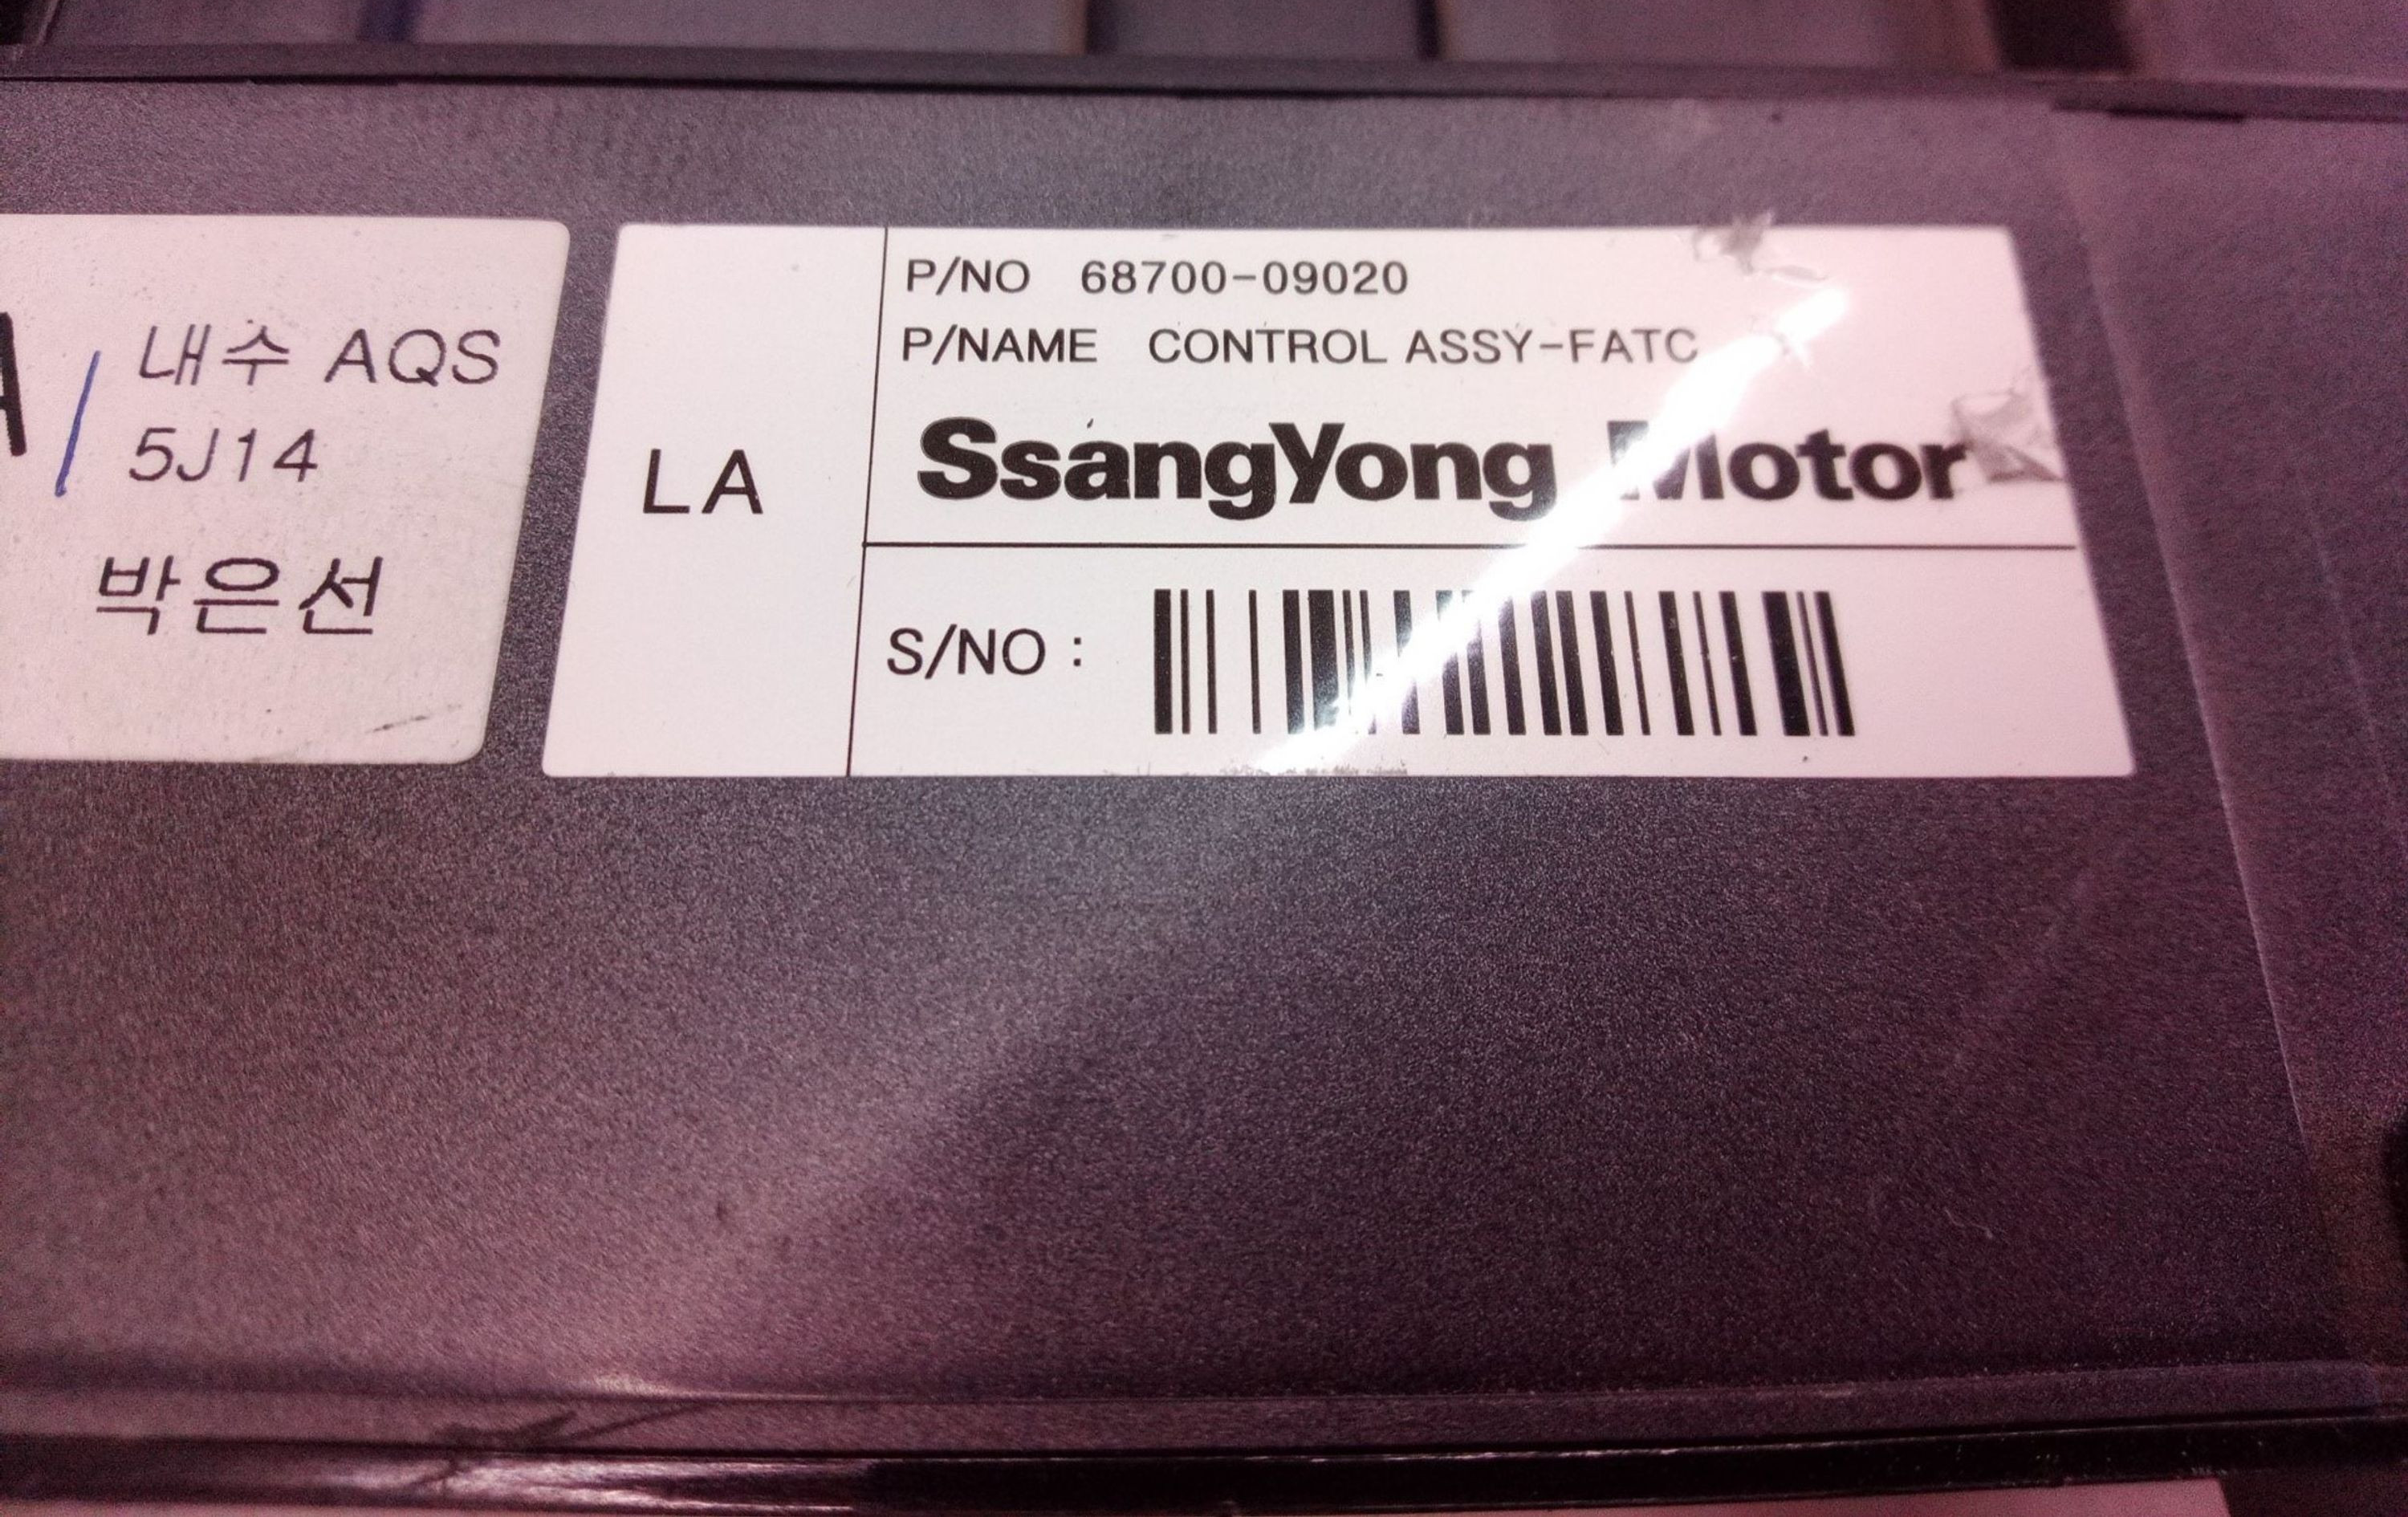 내수 AQS
5J14
박은선
LA
P/NO 68700-09020
P/NAME CONTROL ASSY-FATC
SsangYong Motor
S/NO :